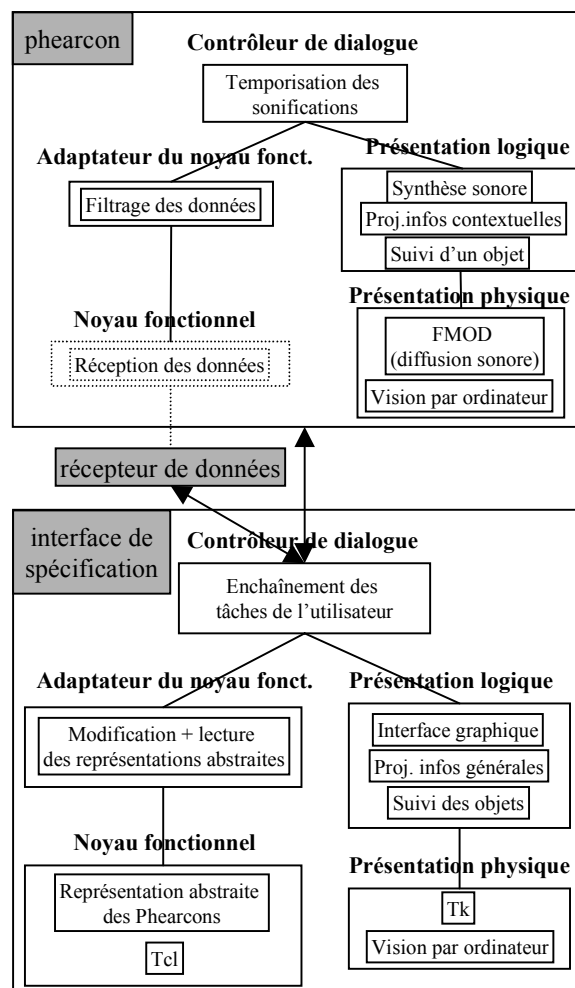 phearcon
Contrôleur de dialogue
Temporisation des
sonifications
Adaptateur du noyau fonct.
Présentation logique
Filtrage des données
Synthèse sonore
Proj.infos contextuelles
Suivi d’un objet
Noyau fonctionnel
Présentation physique
Réception des données
FMOD
(diffusion sonore)
Vision par ordinateur
récepteur de données
interface de
spécification
Contrôleur de dialogue
Enchaînement des
tâches de l’utilisateur
Adaptateur du noyau fonct.
Présentation logique
Modification + lecture
des représentations abstraites
Interface graphique
Proj. infos générales
Suivi des objets
Noyau fonctionnel
Présentation physique
Représentation abstraite
des Phearcons
Tcl
Tk
Vision par ordinateur